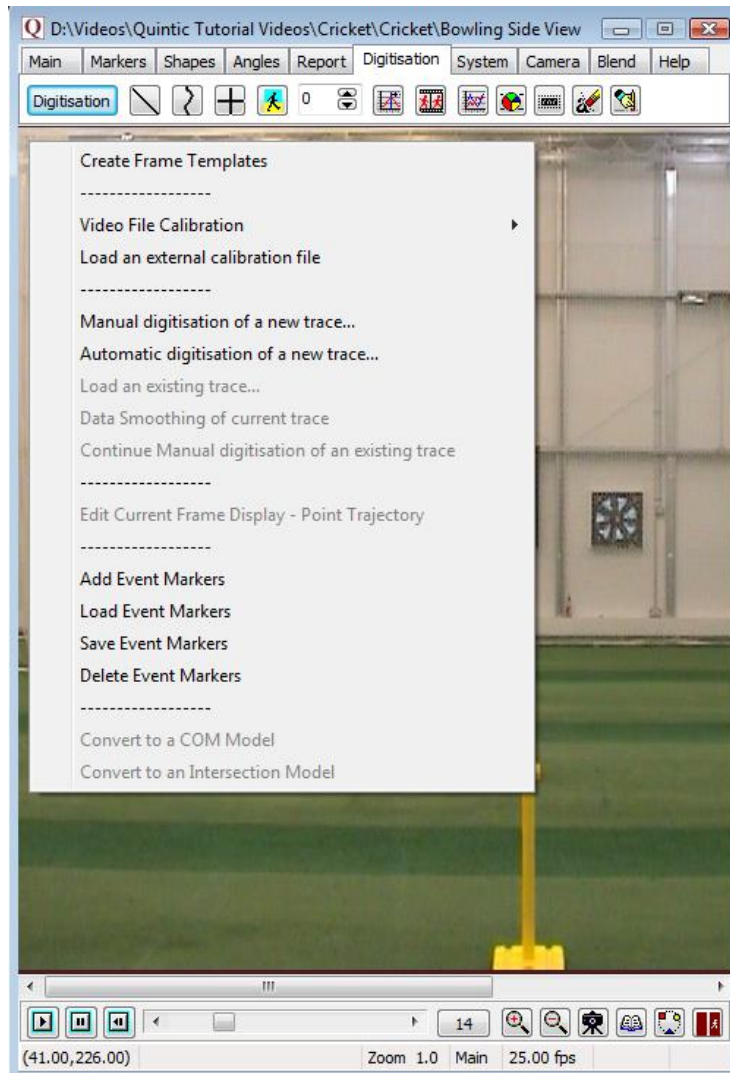 Q D:\Videos\Quintic Tutorial Videos\Cricket\Cricket\Bowling Side View
Main Markers Shapes Angles Report Digitisation System Camera Blend Help
Digitisation 0
Create Frame Templates
------------------
Video File Calibration
Load an external calibration file
------------------
Manual digitisation of a new trace...
Automatic digitisation of a new trace...
Load an existing trace...
Data Smoothing of current trace
Continue Manual digitisation of an existing trace
------------------
Edit Current Frame Display - Point Trajectory
------------------
Add Event Markers
Load Event Markers
Save Event Markers
Delete Event Markers
------------------
Convert to a COM Model
Convert to an Intersection Model
14
(41.00,226.00) Zoom 1.0 Main 25.00 fps